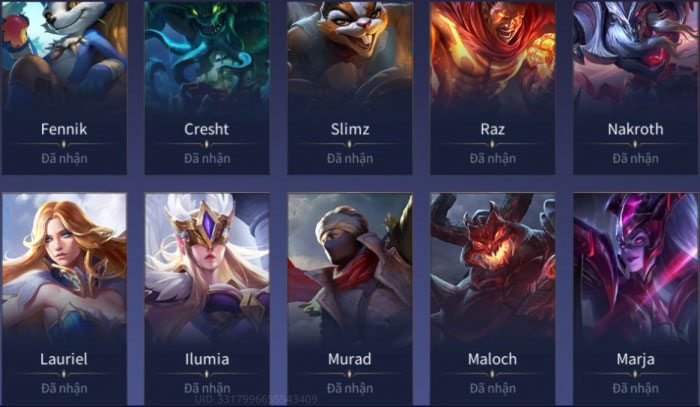 Fennik
Đã nhận
Cresht
Đã nhận
Slimz
Đã nhận
Raz
Đã nhận
Nakroth
Đã nhận
Lauriel
Đã nhận
Ilumia
Đã nhận
Murad
Đã nhận
Maloch
Đã nhận
Marja
Đã nhận
UID: 3317996655543409